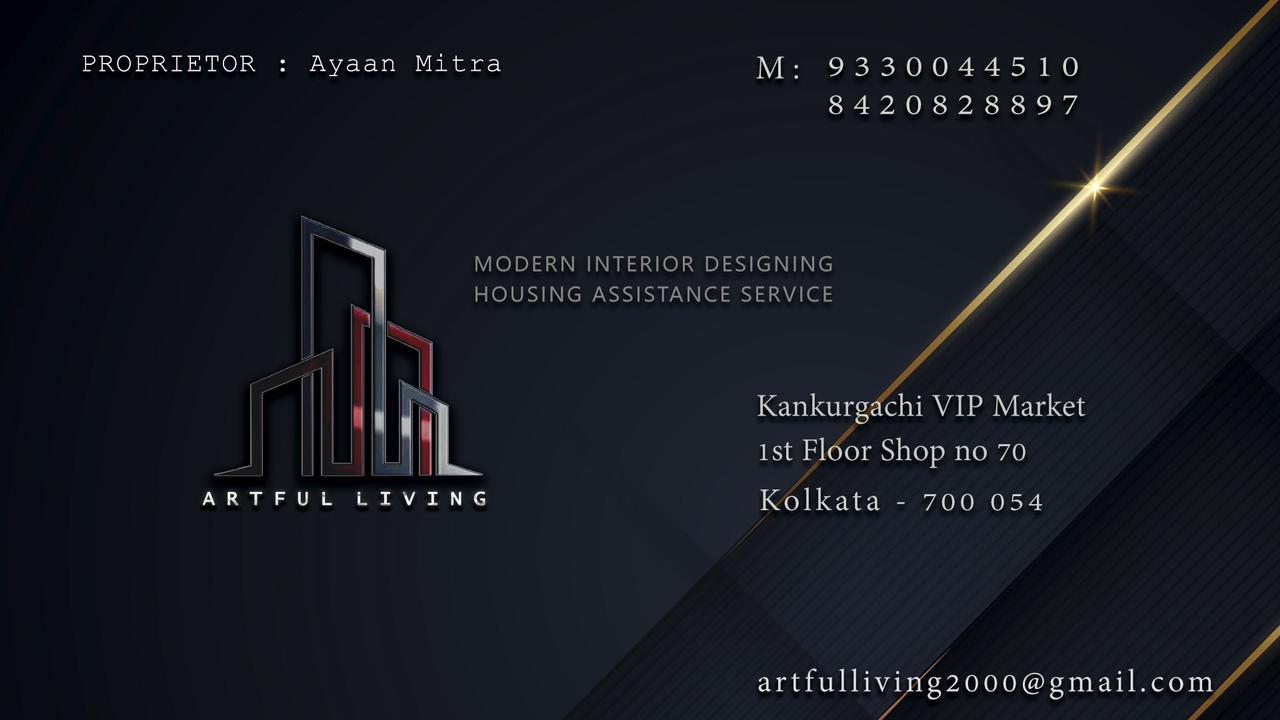 PROPRIETOR : Ayaan Mitra
M: 9330044510
8420828897
MODERN INTERIOR DESIGNING
HOUSING ASSISTANCE SERVICE
ARTFUL LIVING
Kankurgachi VIP Market
1st Floor Shop no 70
Kolkata - 700 054
artfulliving2000@gmail.com